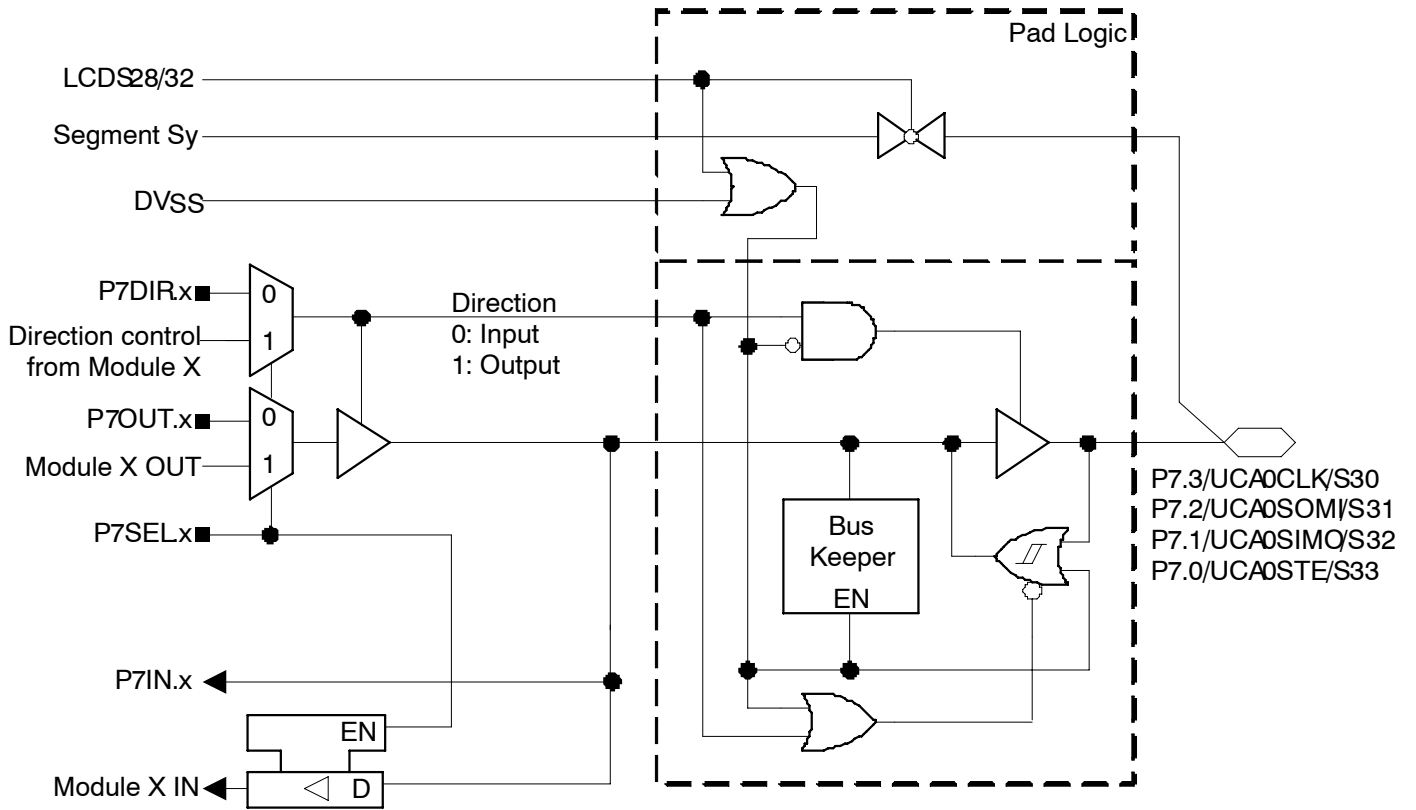 Pad Logic
LCDS28/32
Segment Sy
DVSS
P7DIR.x
0
Direction control
from Module X
1
Direction
0: Input
1: Output
P7OUT.x
0
Module X OUT
1
P7SEL.x
Bus
Keeper
EN
P7.3/UCA0CLK/S30
P7.2/UCA0SOMI/S31
P7.1/UCA0SIMO/S32
P7.0/UCA0STE/S33
P7IN.x
EN
Module X IN
D